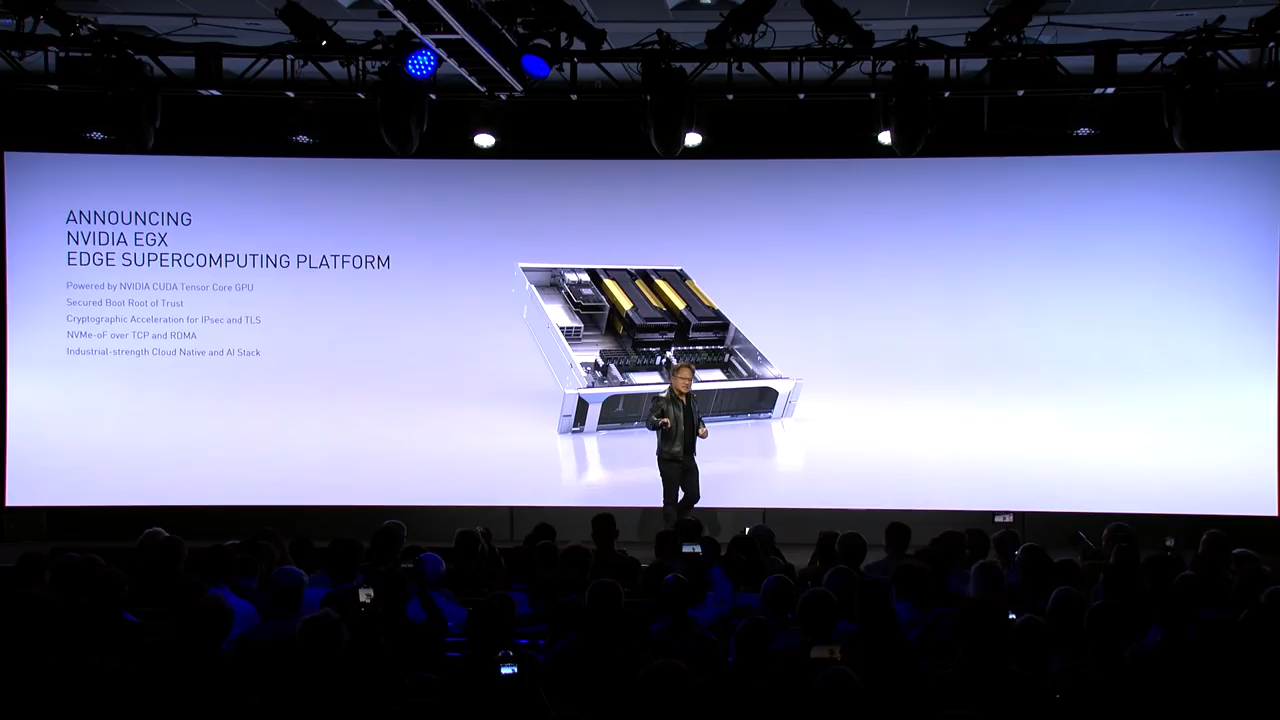 ANNOUNCING
NVIDIA EGX
EDGE SUPERCOMPUTING PLATFORM
Powered by NVIDIA CUDA Tensor Core GPU
Secured Boot Root of Trust
Cryptographic Acceleration for IPsec and TLS
NVMe-oF over TCP and RDMA
Industrial-strength Cloud Native and AI Stack